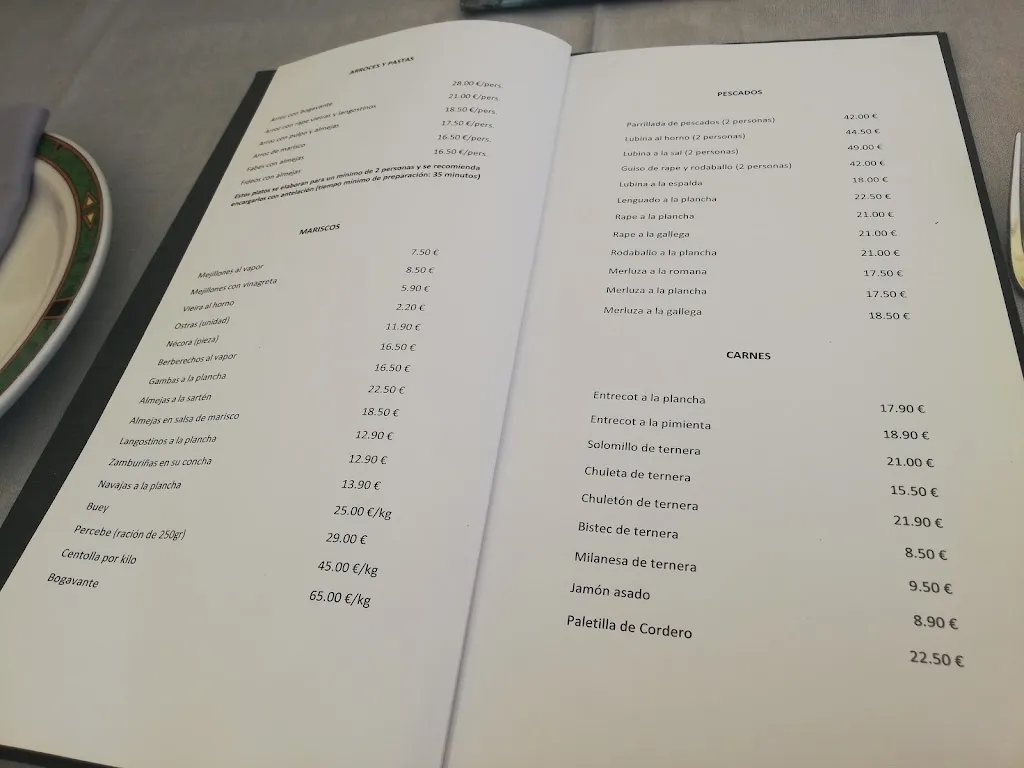 ARROCES Y PASTAS
Arroz con bogavante 28.00 €/pers.
Arroz con rape vieiras y langostinos 21.00 €/pers.
Arroz con pulpo y almejas 18.50 €/pers.
Arroz de marisco 17.50 €/pers.
Fabes con almejas 16.50 €/pers.
Fideos con almejas 16.50 €/pers.
Estos platos se elaboran para un mínimo de 2 personas y se recomienda
encargarlos con antelación (tiempo mínimo de preparación: 35 minutos)
MARISCOS
Mejillones al vapor 7.50 €
Mejillones con vinagreta 8.50 €
Vieira al horno 5.90 €
Ostras (unidad) 2.20 €
Nécora (pieza) 11.90 €
Berberechos al vapor 16.50 €
Gambas a la plancha 16.50 €
Almejas a la sartén 22.50 €
Almejas en salsa de marisco 18.50 €
Langostinos a la plancha 12.90 €
Zamburiñas en su concha 12.90 €
Navajas a la plancha 13.90 €
Buey 25.00 €/kg
Percebe (ración de 250gr) 29.00 €
Centolla por kilo 45.00 €/kg
Bogavante 65.00 €/kg
PESCADOS
Parrillada de pescados (2 personas) 42.00 €
Lubina al horno (2 personas) 44.50 €
Lubina a la sal (2 personas) 49.00 €
Guiso de rape y rodaballo (2 personas) 42.00 €
Lubina a la espalda 18.00 €
Lenguado a la plancha 22.50 €
Rape a la plancha 21.00 €
Rape a la gallega 21.00 €
Rodaballo a la plancha 21.00 €
Merluza a la romana 17.50 €
Merluza a la plancha 17.50 €
Merluza a la gallega 18.50 €
CARNES
Entrecot a la plancha 17.90 €
Entrecot a la pimienta 18.90 €
Solomillo de ternera 21.00 €
Chuleta de ternera 15.50 €
Chuletón de ternera 21.90 €
Bistec de ternera 8.50 €
Milanesa de ternera 9.50 €
Jamón asado 8.90 €
Paletilla de Cordero 22.50 €